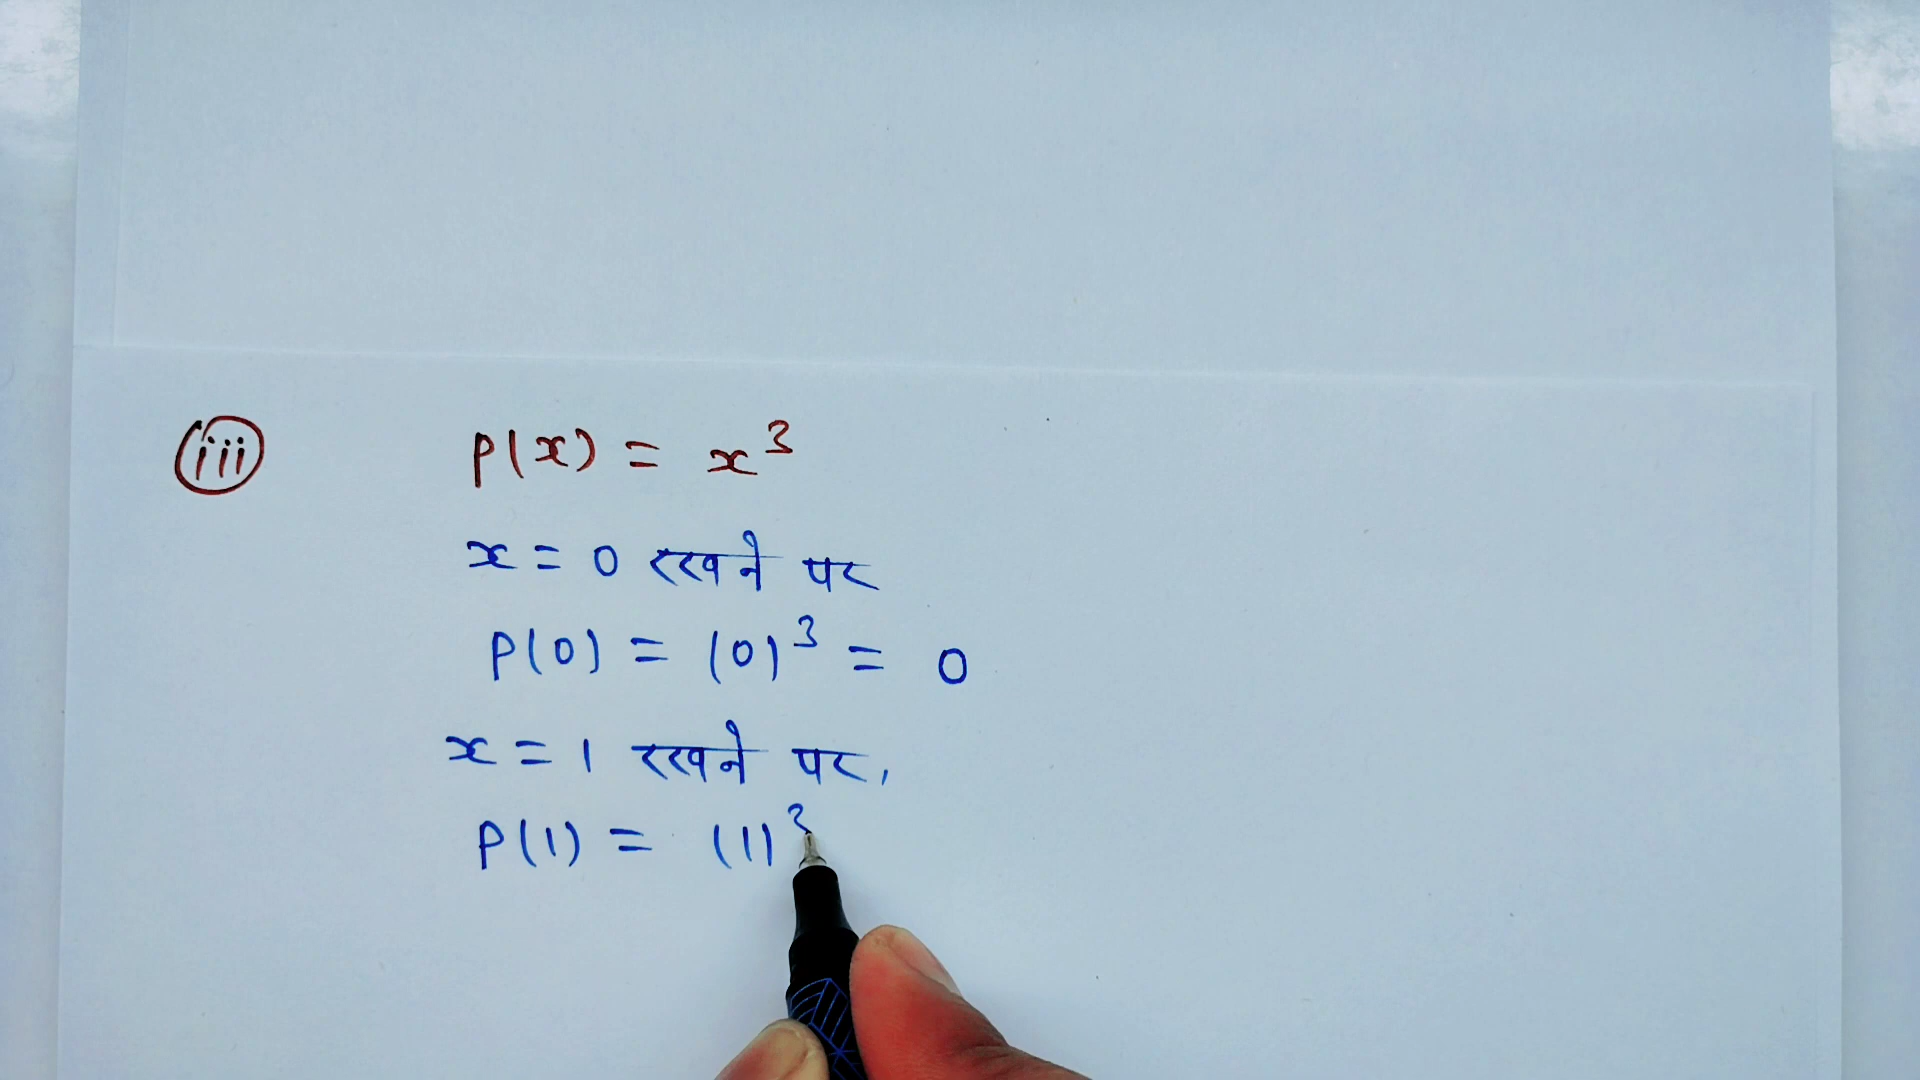 (iii) p(x) = x³
x = 0 रखने पर
p(0) = (0)³ = 0
x = 1 रखने पर,
p(1) = (1)³